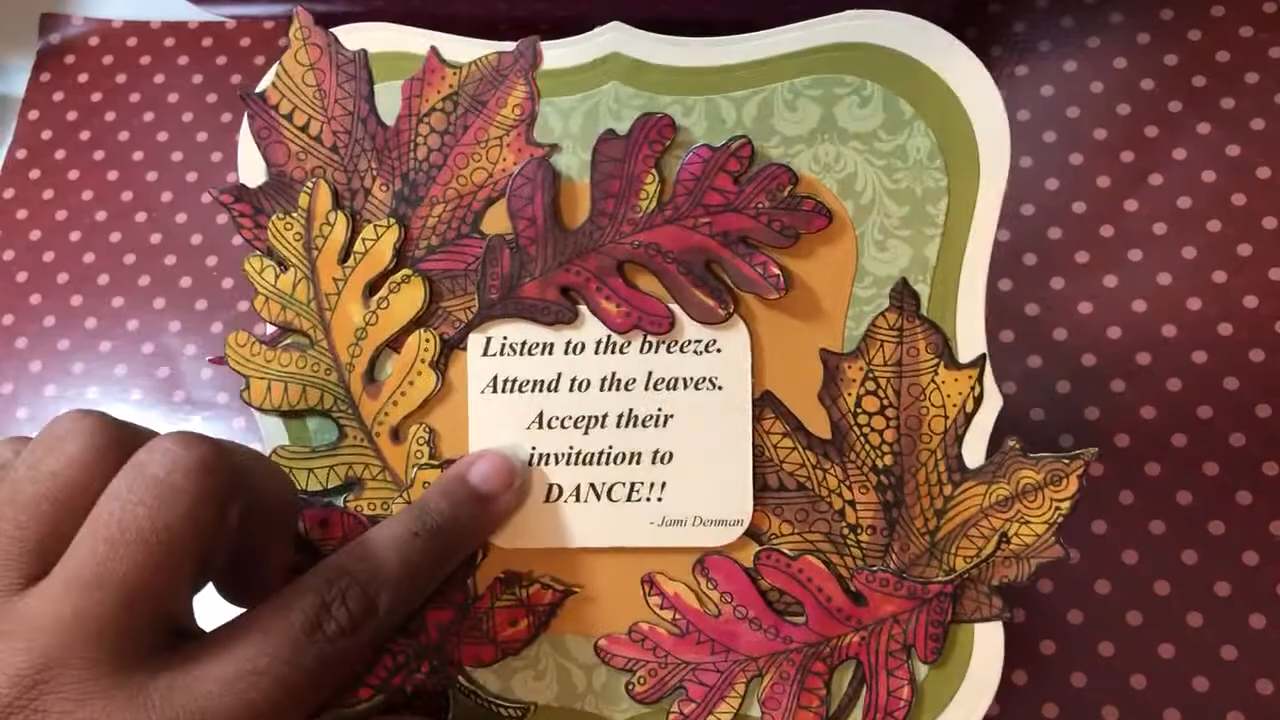 Listen to the breeze.
Attend to the leaves.
Accept their
invitation to
DANCE!!
- Jami Denman